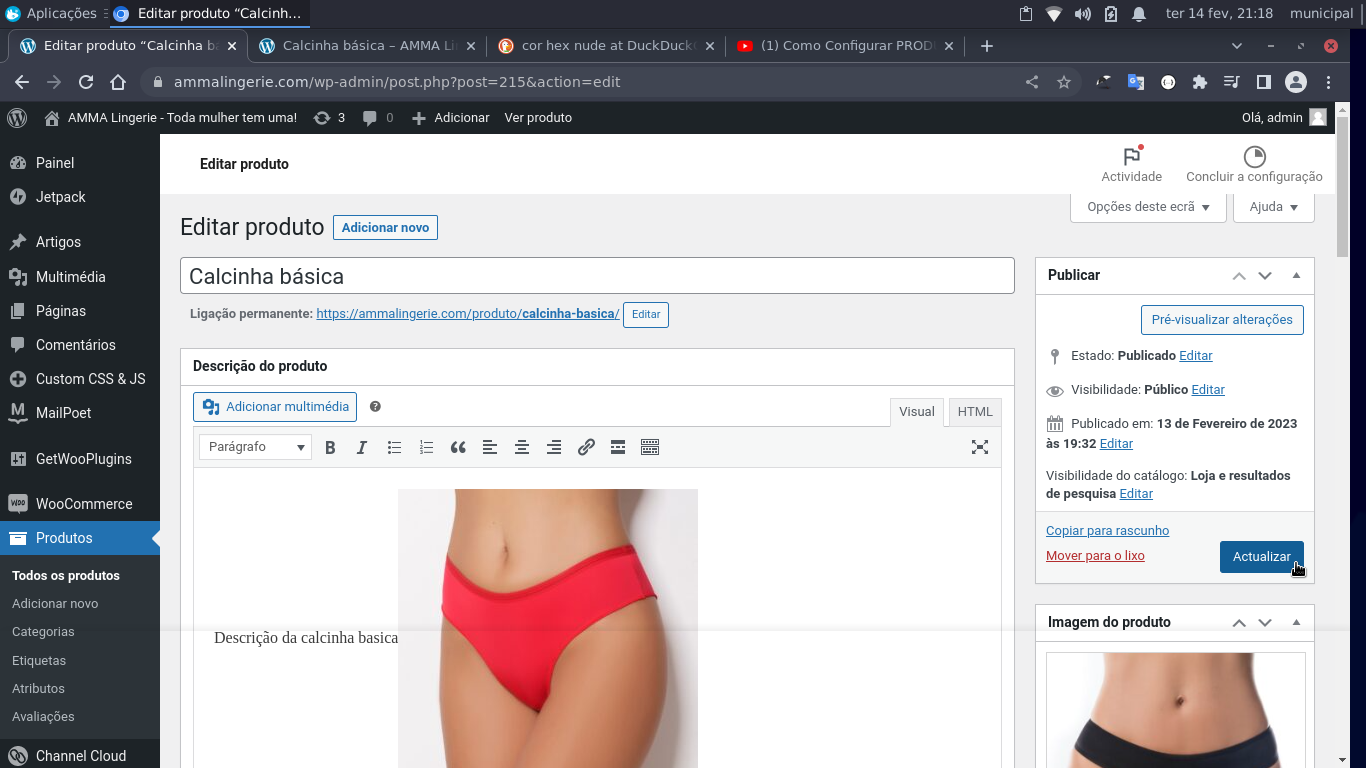 Aplicações
Editar produto “Calcinh...
ter 14 fev, 21:18
municipal
Editar produto “Calcinha b
Calcinha básica – AMMA Li
cor hex nude at DuckDuck
(1) Como Configurar PROD
ammalingerie.com/wp-admin/post.php?post=215&action=edit
AMMA Lingerie - Toda mulher tem uma!
3
0
Adicionar
Ver produto
Olá, admin
Painel
Jetpack
Artigos
Multimédia
Páginas
Comentários
Custom CSS & JS
MailPoet
GetWooPlugins
WooCommerce
Produtos
Todos os produtos
Adicionar novo
Categorias
Etiquetas
Atributos
Avaliações
Channel Cloud
Editar produto
Actividade
Concluir a configuração
Opções deste ecrã
Ajuda
Editar produto
Adicionar novo
Calcinha básica
Ligação permanente: https://ammalingerie.com/produto/calcinha-basica/
Editar
Descrição do produto
Adicionar multimédia
Visual
HTML
Parágrafo
Descrição da calcinha basica
Publicar
Pré-visualizar alterações
Estado: Publicado Editar
Visibilidade: Público Editar
Publicado em: 13 de Fevereiro de 2023
às 19:32 Editar
Visibilidade do catálogo: Loja e resultados
de pesquisa Editar
Copiar para rascunho
Mover para o lixo
Actualizar
Imagem do produto